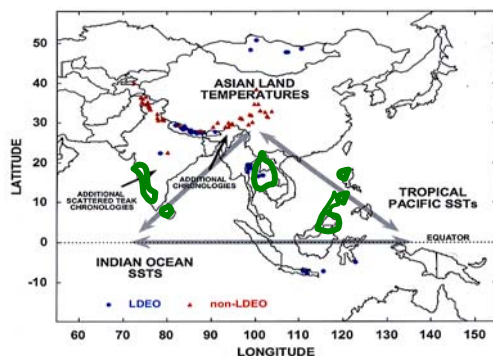 50
40
30
20
10
0
-10
LATITUDE
ASIAN LAND
TEMPERATURES
ADDITIONAL
SCATTERED TEAK
CHRONOLOGIES
ADDITIONAL
CHRONOLOGIES
TROPICAL
PACIFIC SSTs
EQUATOR
INDIAN OCEAN
SSTS
LDEO
non-LDEO
60 70 80 90 100 110 120 130 140 150
LONGITUDE